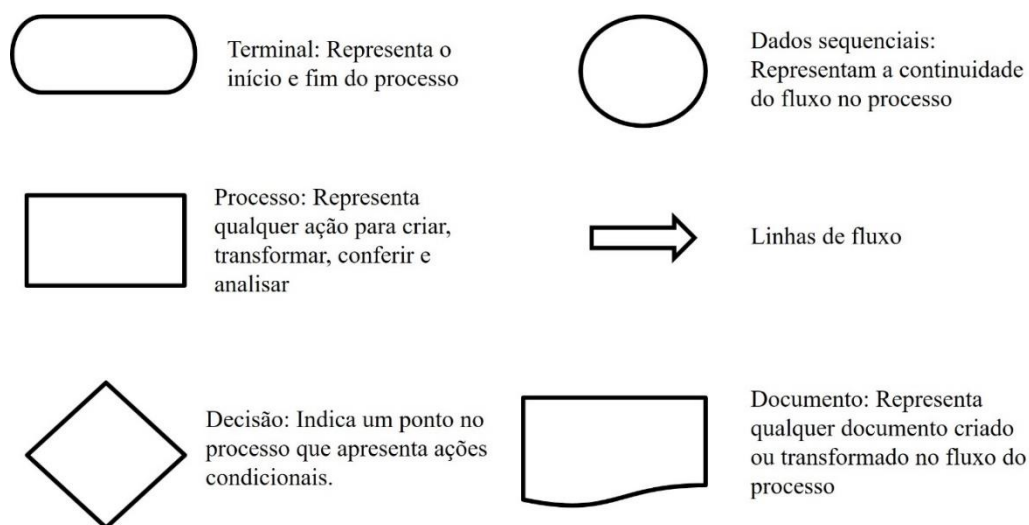 Terminal: Representa o
início e fim do processo
Dados sequenciais:
Representam a continuidade
do fluxo no processo
Processo: Representa
qualquer ação para criar,
transformar, conferir e
analisar
Linhas de fluxo
Decisão: Indica um ponto no
processo que apresenta ações
condicionais.
Documento: Representa
qualquer documento criado
ou transformado no fluxo do
processo